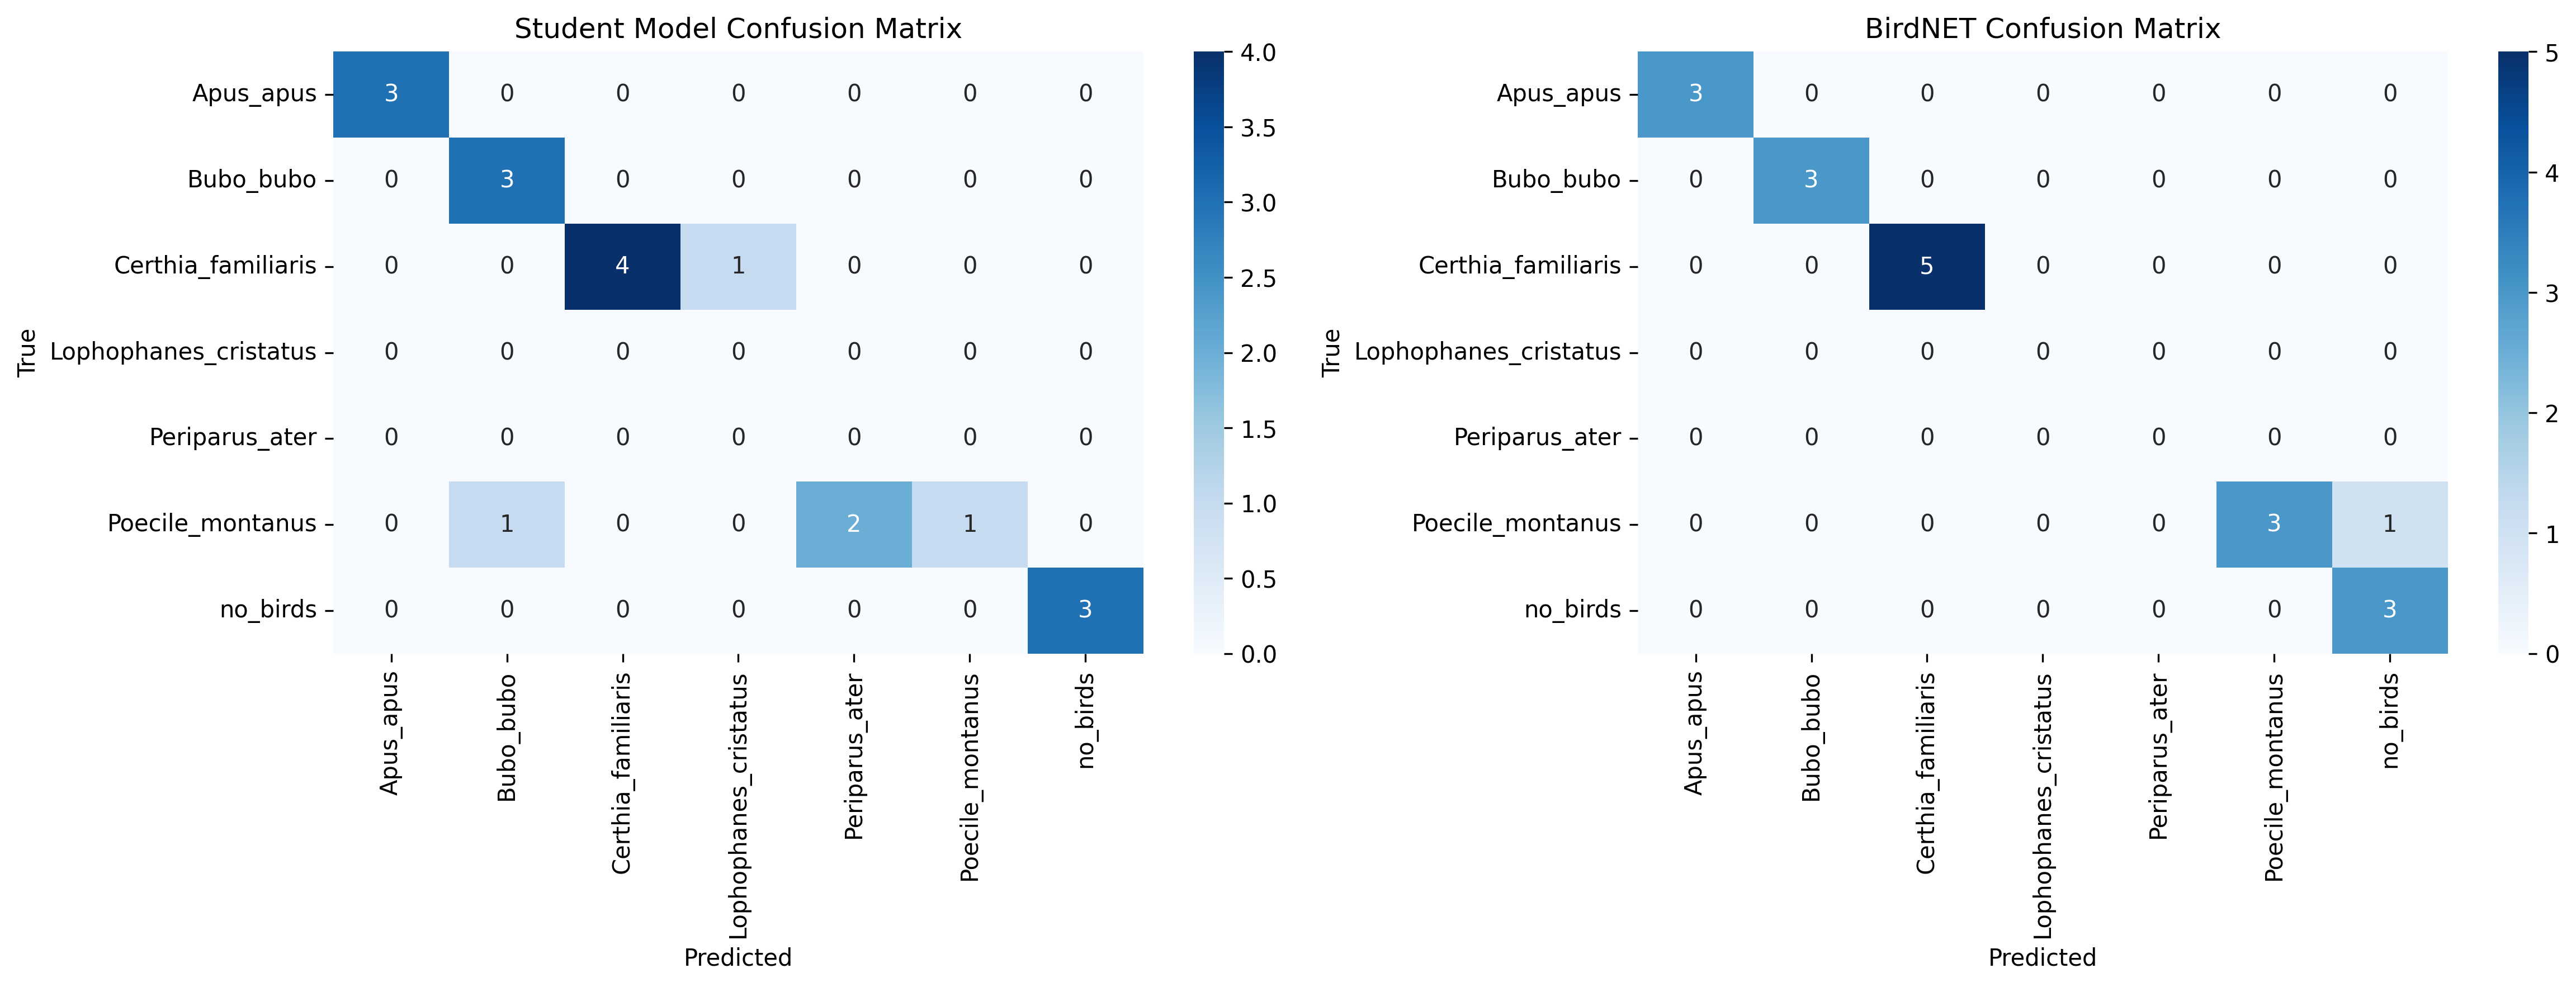 Student Model Confusion Matrix
True
Apus_apus 3 0 0 0 0 0 0
Bubo_bubo 0 3 0 0 0 0 0
Certhia_familiaris 0 0 4 1 0 0 0
Lophophanes_cristatus 0 0 0 0 0 0 0
Periparus_ater 0 0 0 0 0 0 0
Poecile_montanus 0 1 0 0 2 1 0
no_birds 0 0 0 0 0 0 3
Apus_apus
Bubo_bubo
Certhia_familiaris
Lophophanes_cristatus
Periparus_ater
Poecile_montanus
no_birds
Predicted
4.0
3.5
3.0
2.5
2.0
1.5
1.0
0.5
0.0
BirdNET Confusion Matrix
True
Apus_apus 3 0 0 0 0 0 0
Bubo_bubo 0 3 0 0 0 0 0
Certhia_familiaris 0 0 5 0 0 0 0
Lophophanes_cristatus 0 0 0 0 0 0 0
Periparus_ater 0 0 0 0 0 0 0
Poecile_montanus 0 0 0 0 0 3 1
no_birds 0 0 0 0 0 0 3
Apus_apus
Bubo_bubo
Certhia_familiaris
Lophophanes_cristatus
Periparus_ater
Poecile_montanus
no_birds
Predicted
5
4
3
2
1
0